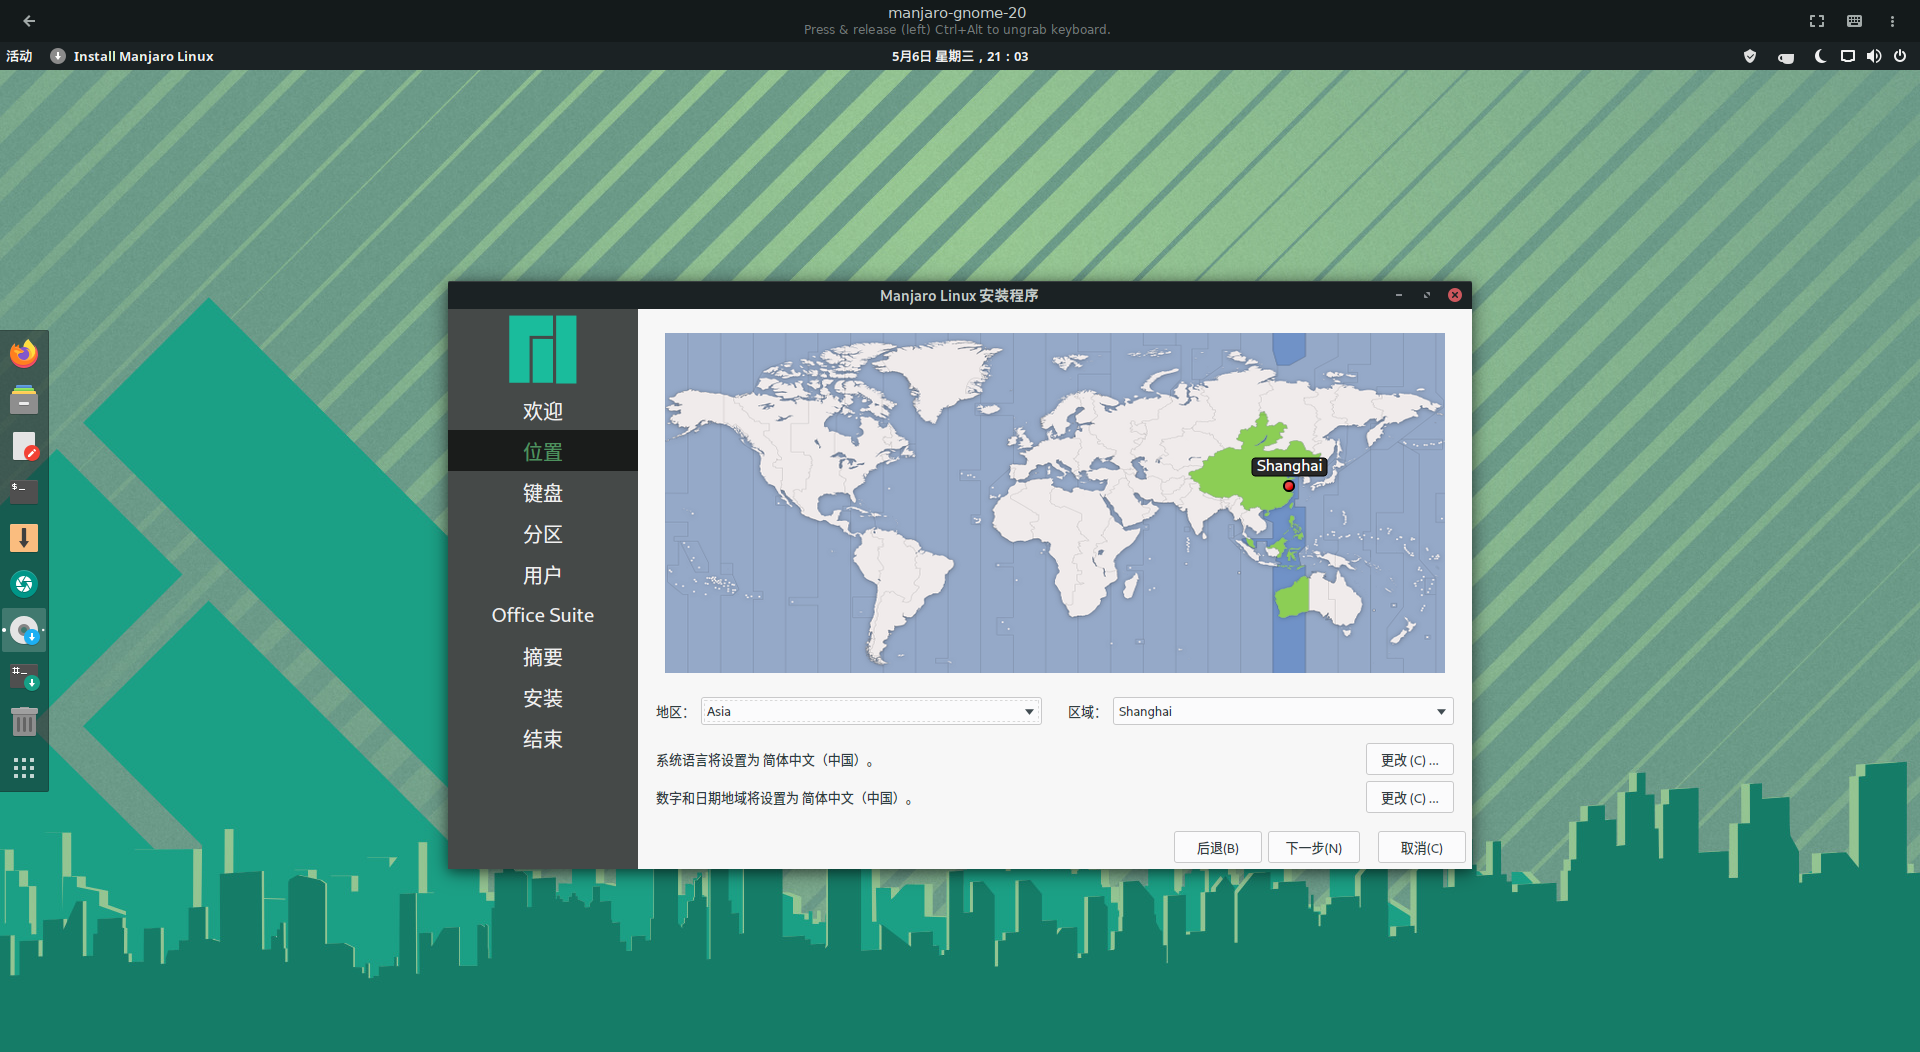 manjaro-gnome-20
Press & release (left) Ctrl+Alt to ungrab keyboard.
活动 Install Manjaro Linux 5月6日 星期三，21：03
Manjaro Linux 安装程序
欢迎
位置
键盘
分区
用户
Office Suite
摘要
安装
结束
Shanghai
地区： Asia 区域： Shanghai
系统语言将设置为 简体中文（中国）。 更改 (C) ...
数字和日期地域将设置为 简体中文（中国）。 更改 (C) ...
后退(B) 下一步(N) 取消(C)